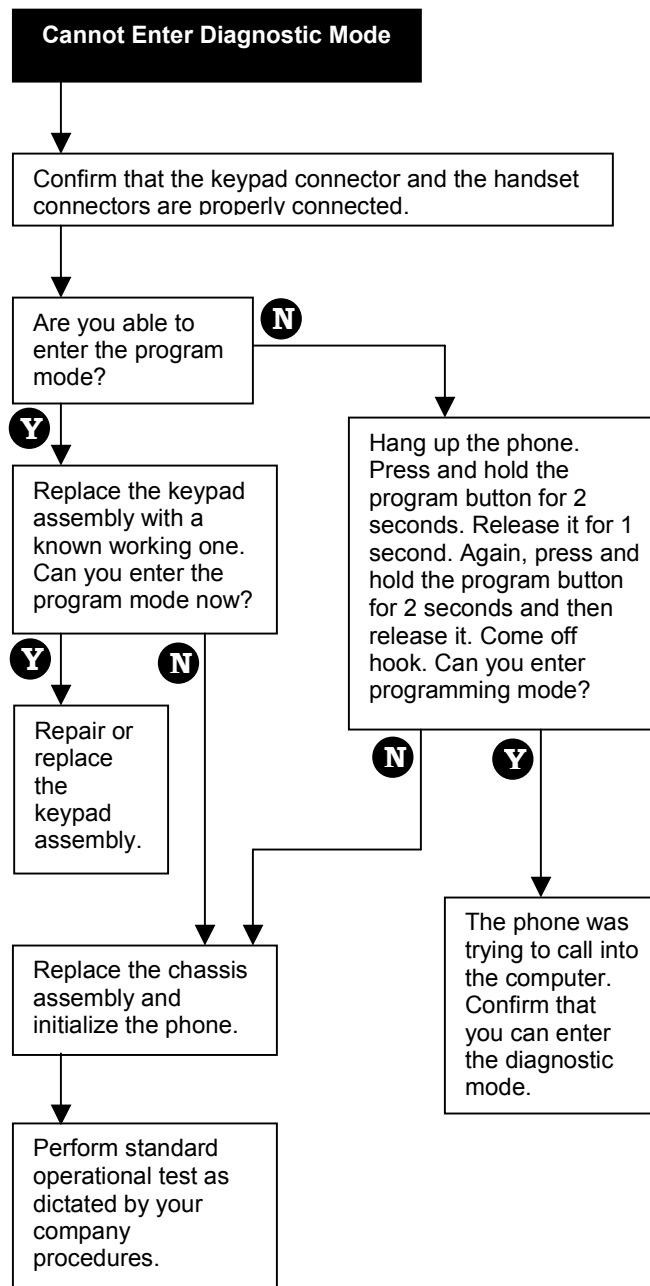 Cannot Enter Diagnostic Mode
Confirm that the keypad connector and the handset
connectors are properly connected.
Are you able to
enter the program
mode?
N
Y
Replace the keypad
assembly with a
known working one.
Can you enter the
program mode now?
Hang up the phone.
Press and hold the
program button for 2
seconds. Release it for 1
second. Again, press and
hold the program button
for 2 seconds and then
release it. Come off
hook. Can you enter
programming mode?
Y
N
Repair or
replace
the
keypad
assembly.
N
Y
Replace the chassis
assembly and
initialize the phone.
The phone was
trying to call into
the computer.
Confirm that
you can enter
the diagnostic
mode.
Perform standard
operational test as
dictated by your
company
procedures.